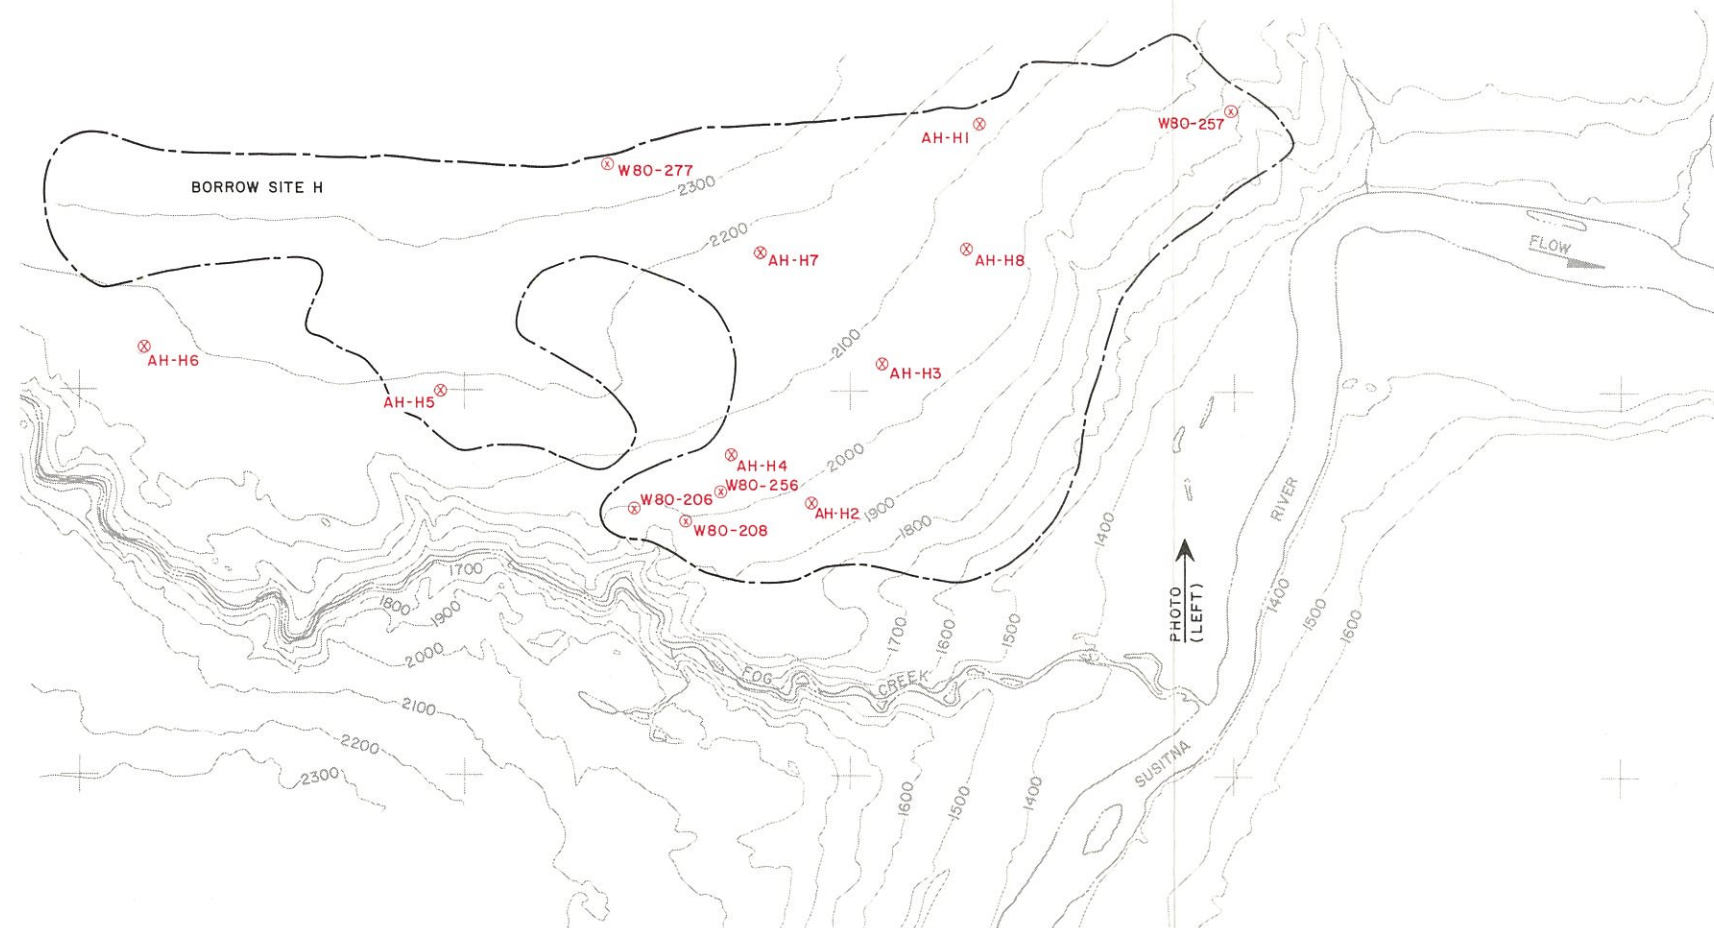 AH-H1
W80-257
W80-277
BORROW SITE H
2300
2200
AH-H7
AH-H8
FLOW
2100
AH-H6
AH-H3
AH-H5
AH-H4
2000
W80-256
W80-206
AH-H2
1900
W80-208
1800
1400
RIVER
1700
1800
1900
2000
PHOTO
(LEFT)
1400
1500
1600
1700
1600
1500
FOG
CREEK
2100
2200
2300
SUSITNA
1600
1500
1400